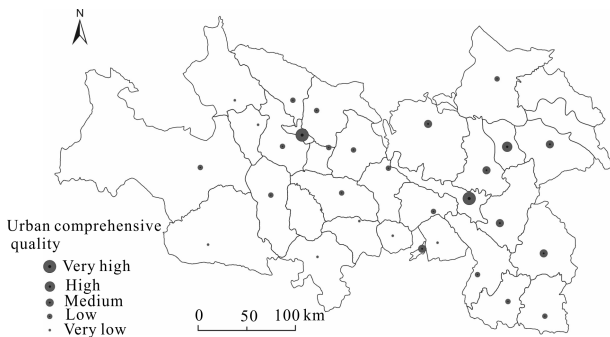 N
Urban comprehensive
quality
Very high
High
Medium
Low
Very low
0 50 100 km